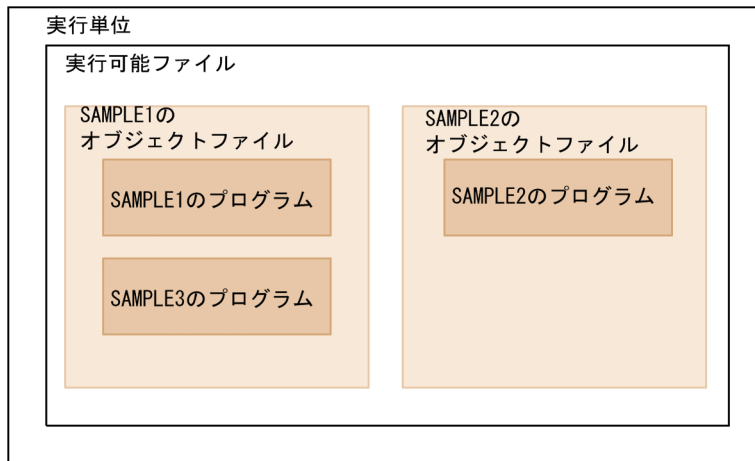 実行単位
実行可能ファイル
SAMPLE1の
オブジェクトファイル
SAMPLE1のプログラム
SAMPLE3のプログラム
SAMPLE2の
オブジェクトファイル
SAMPLE2のプログラム